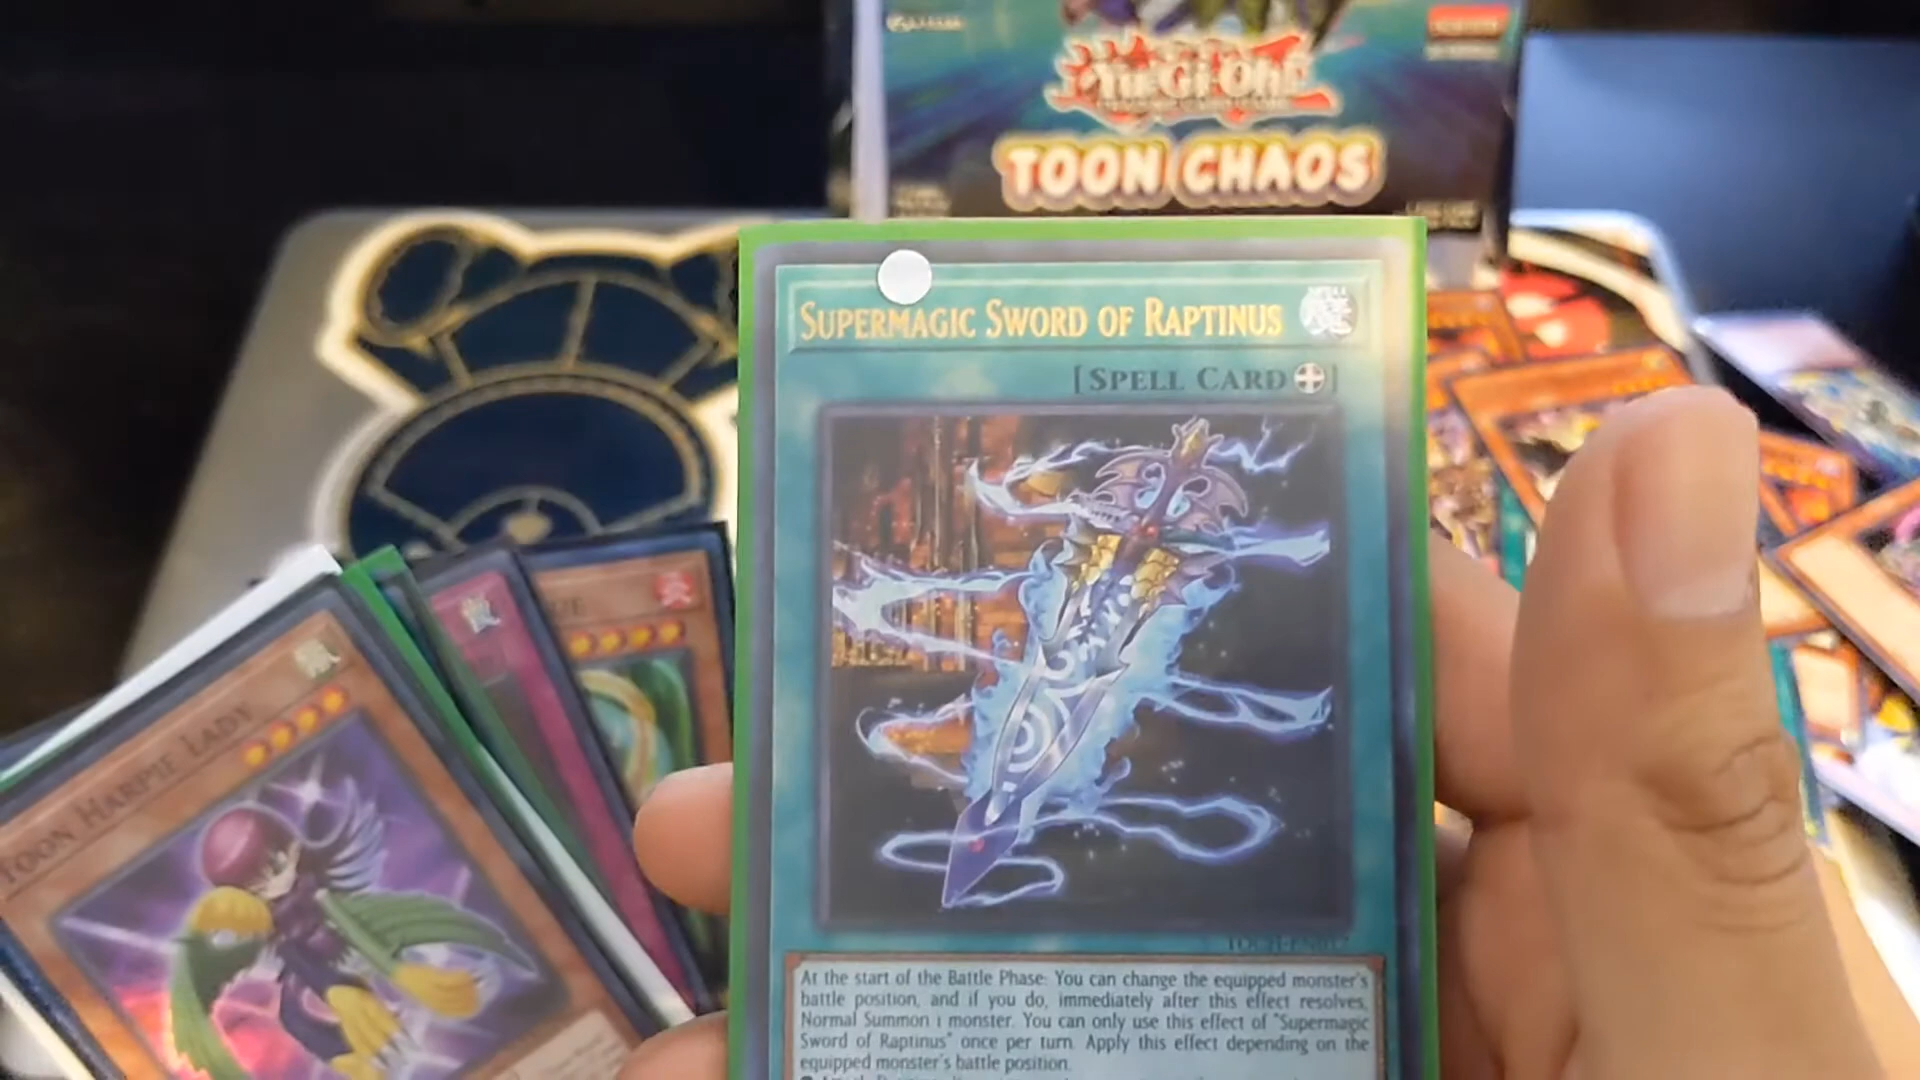 Yu-Gi-Oh!
TOON CHAOS
SUPERMAGIC SWORD OF RAPTINUS
[SPELL CARD]
At the start of the Battle Phase: You can change the equipped monster's
battle position, and if you do, immediately after this effect resolves,
Normal Summon 1 monster. You can only use this effect of "Supermagic
Sword of Raptinus" once per turn. Apply this effect depending on the
equipped monster's battle position.
TOON HARPIE LADY